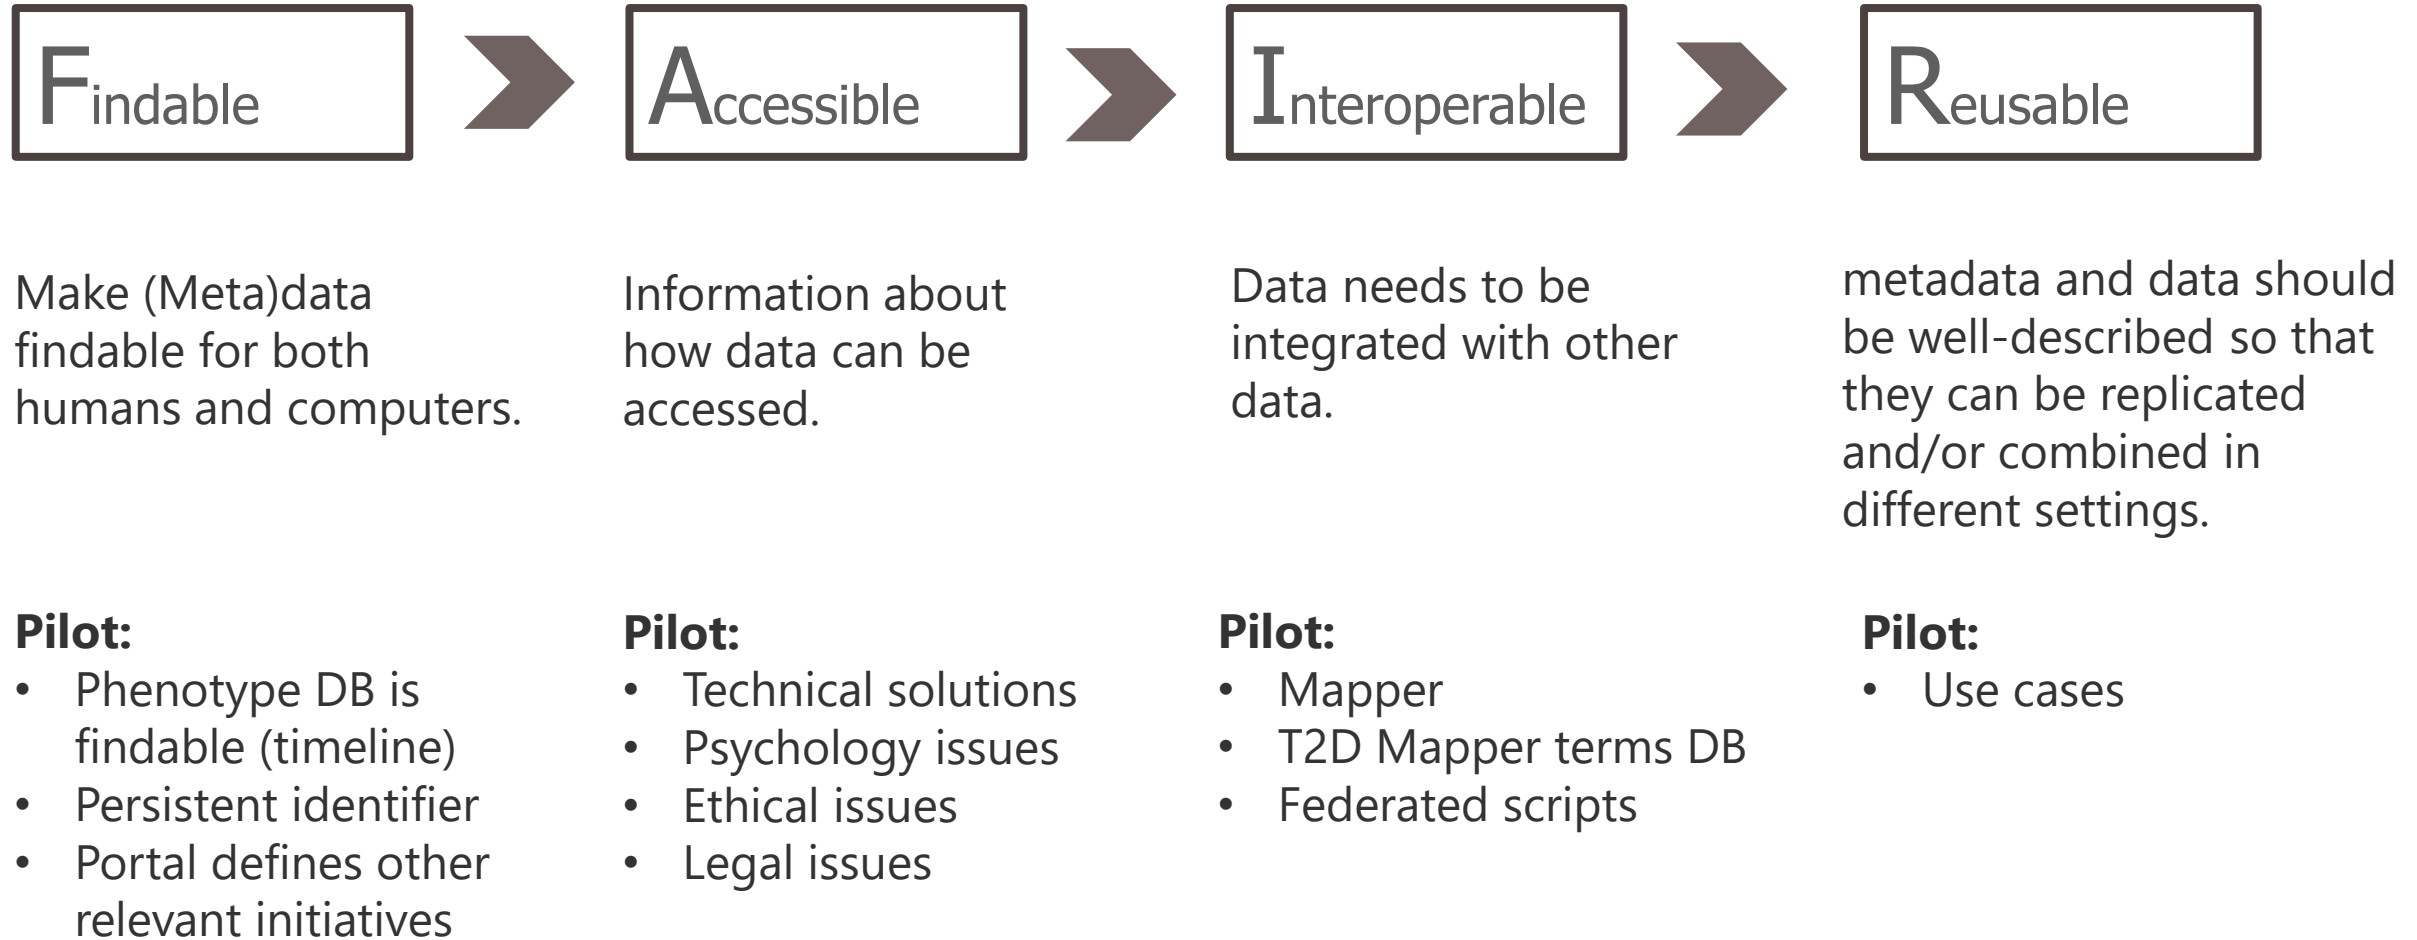 Findable
Accessible
Interoperable
Reusable
Make (Meta)data
findable for both
humans and computers.
Information about
how data can be
accessed.
Data needs to be
integrated with other
data.
metadata and data should
be well-described so that
they can be replicated
and/or combined in
different settings.
Pilot:
• Phenotype DB is
findable (timeline)
• Persistent identifier
• Portal defines other
relevant initiatives
Pilot:
• Technical solutions
• Psychology issues
• Ethical issues
• Legal issues
Pilot:
• Mapper
• T2D Mapper terms DB
• Federated scripts
Pilot:
• Use cases